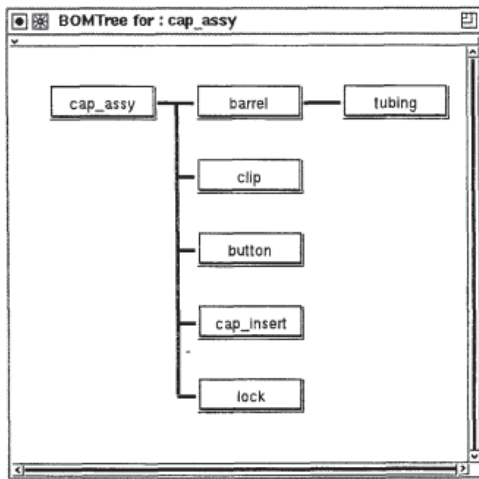 BOMTree for : cap_assy
cap_assy
barrel
tubing
clip
button
cap_insert
lock